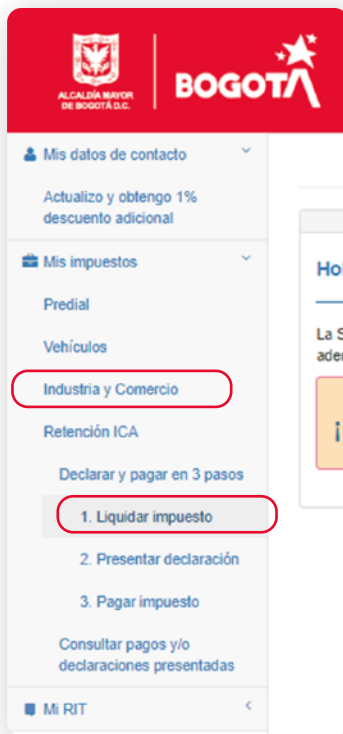 ALCALDÍA MAYOR
DE BOGOTÁ D.C.
BOGOTÁ
Mis datos de contacto
Actualizo y obtengo 1%
descuento adicional
Mis impuestos
Predial
Vehículos
Industria y Comercio
Retención ICA
Declarar y pagar en 3 pasos
1. Liquidar impuesto
2. Presentar declaración
3. Pagar impuesto
Consultar pagos y/o
declaraciones presentadas
Mi RIT
La S
¡